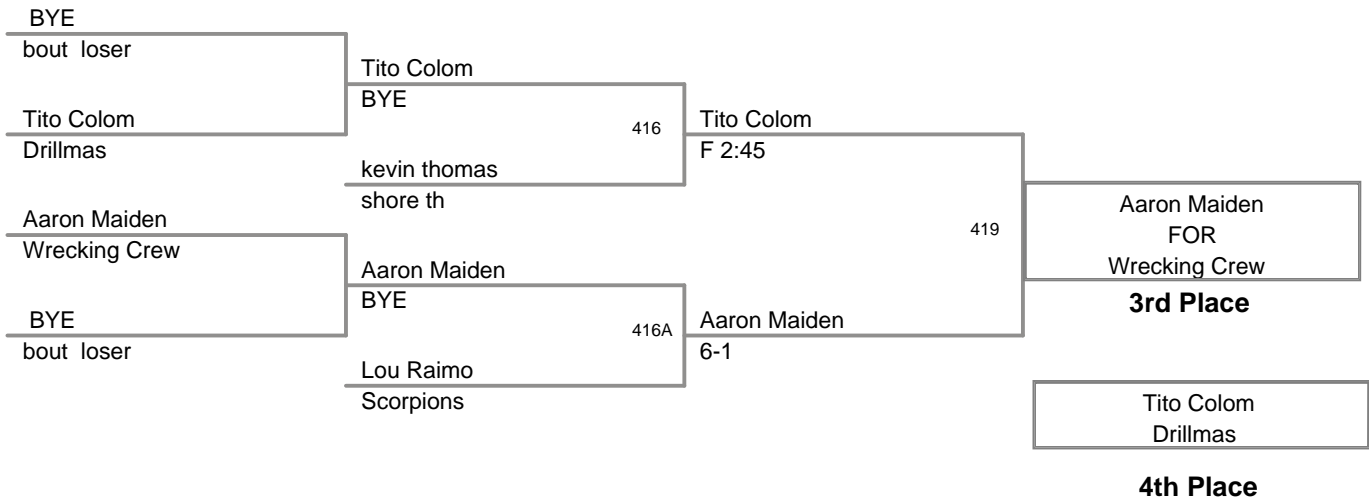 BYE
bout loser
Tito Colom
BYE
Tito Colom
Drillmas
416
Tito Colom
F 2:45
kevin thomas
shore th
Aaron Maiden
Wrecking Crew
419
Aaron Maiden
FOR
Wrecking Crew
3rd Place
Aaron Maiden
BYE
BYE
bout loser
416A
Aaron Maiden
6-1
Lou Raimo
Scorpions
Tito Colom
Drillmas
4th Place